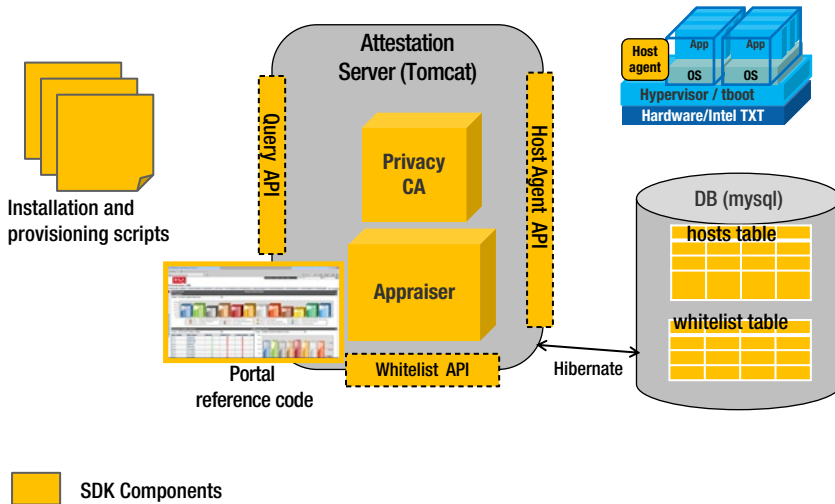 Attestation
Server (Tomcat)
Query API
Privacy
CA
Appraiser
Host Agent API
Whitelist API
Installation and
provisioning scripts
Portal
reference code
Host
agent
App
App
OS
OS
Hypervisor / tboot
Hardware/Intel TXT
DB (mysql)
hosts table
whitelist table
Hibernate
SDK Components